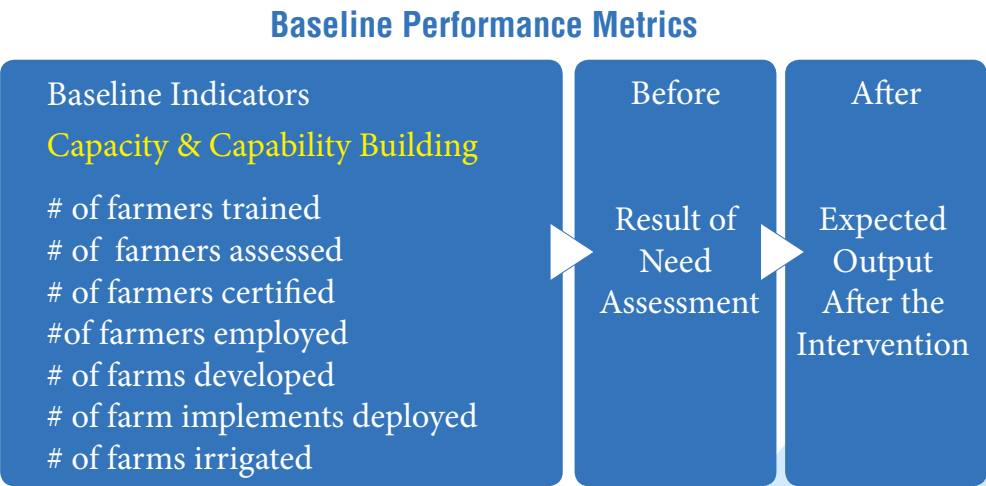 Baseline Performance Metrics
Baseline Indicators
Capacity & Capability Building
# of farmers trained
# of farmers assessed
# of farmers certified
#of farmers employed
# of farms developed
# of farm implements deployed
# of farms irrigated
Before
Result of
Need
Assessment
After
Expected
Output
After the
Intervention